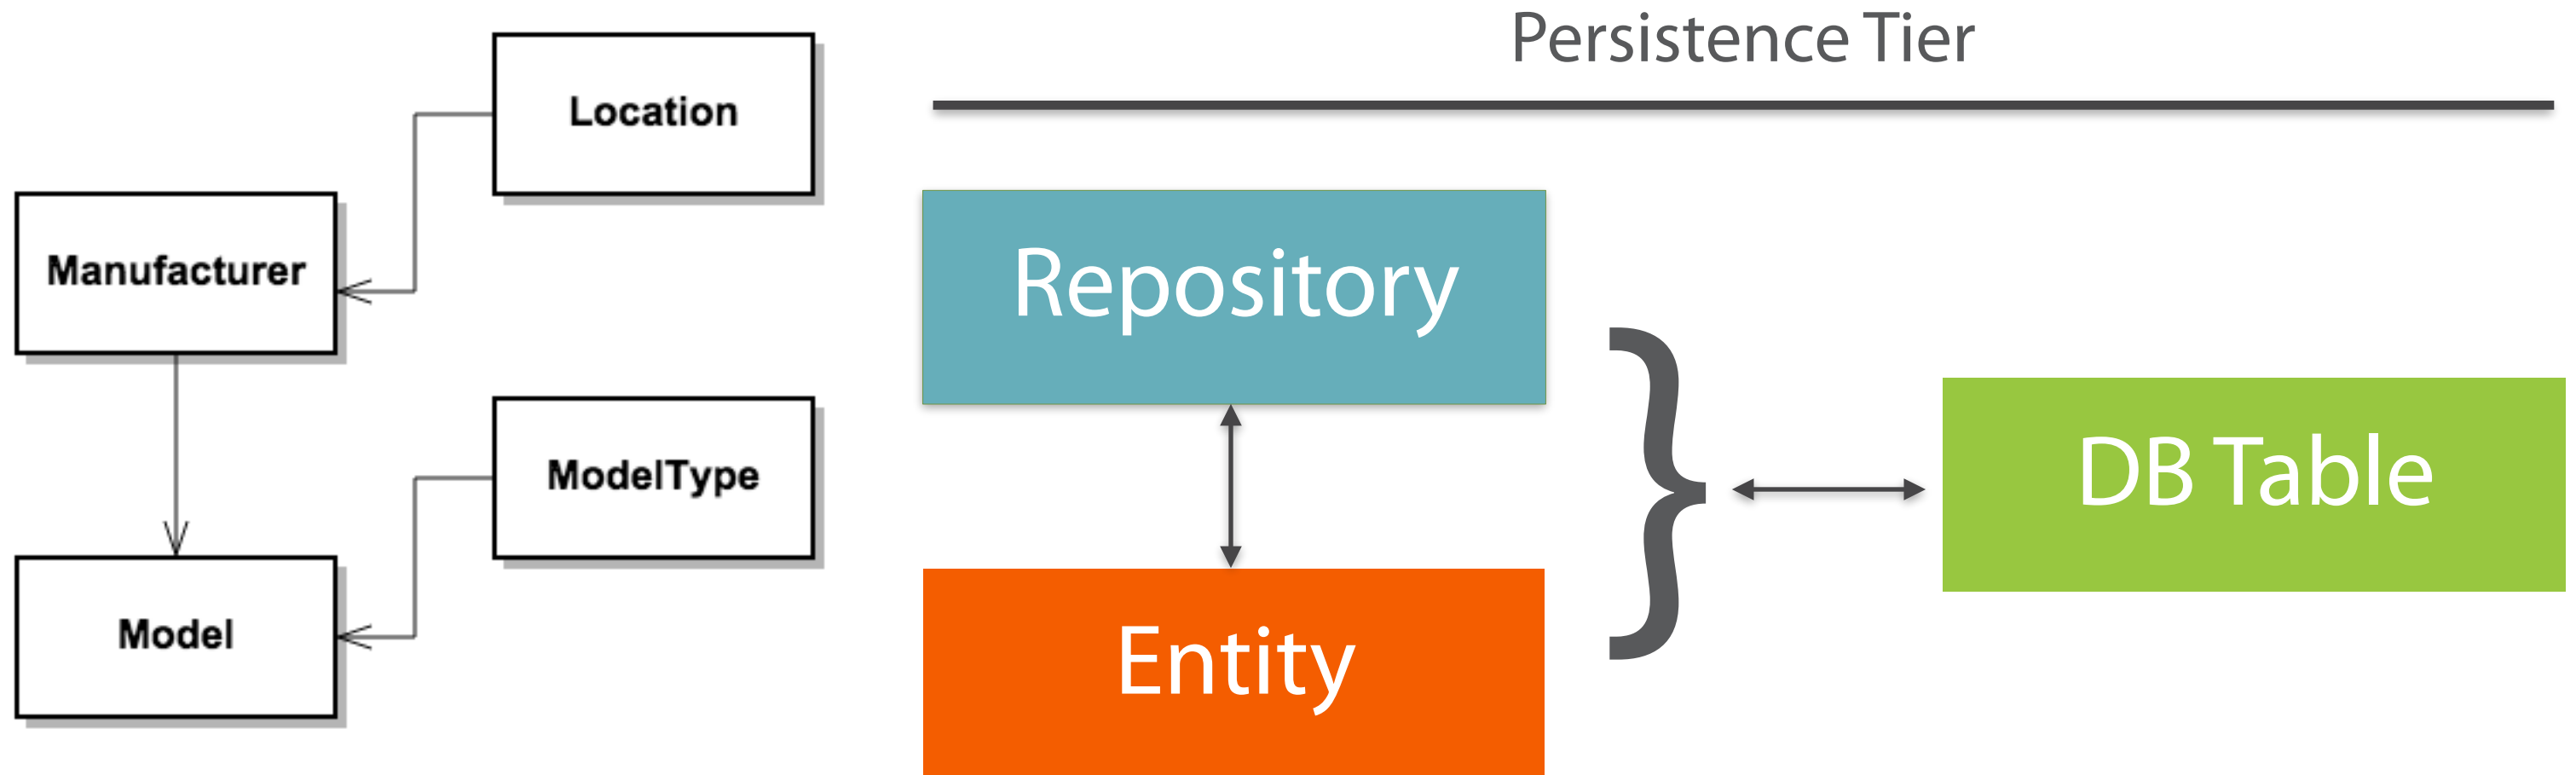 Location
Manufacturer
ModelType
Model
Persistence Tier
Repository
Entity
DB Table